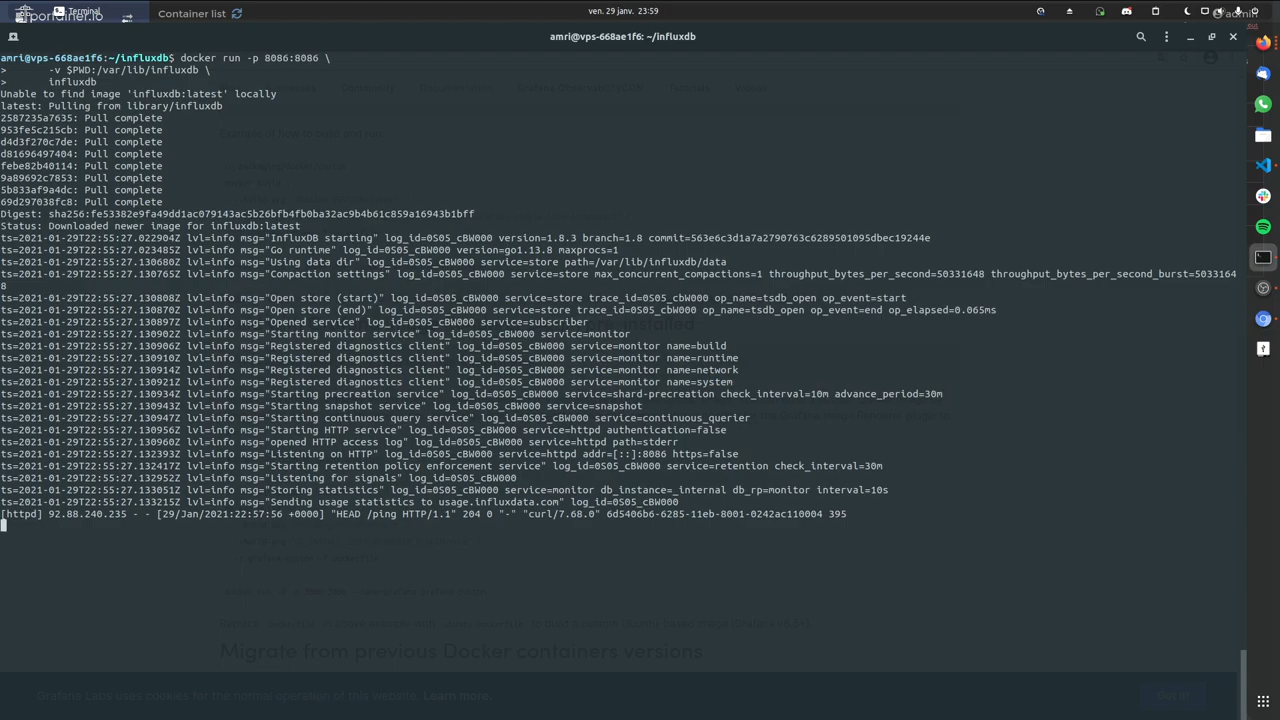 portainer.io
Terminal
Container list
ven. 29 janv. 23:59
admin
amri@vps-668ae1f6: ~/influxdb
amri@vps-668ae1f6:~/influxdb$ docker run -p 8086:8086 \
>       -v $PWD:/var/lib/influxdb \
>       influxdb
Unable to find image 'influxdb:latest' locally
latest: Pulling from library/influxdb
2587235a7635: Pull complete
953fe5c215cb: Pull complete
d4d3f270c7de: Pull complete
d81696497404: Pull complete
febe82b40114: Pull complete
9a89692c7853: Pull complete
5b833af9a4dc: Pull complete
69d297038fc8: Pull complete
Digest: sha256:fe53382e9fa49dd1ac079143ac5b26bfb4fb0ba32ac9b4b61c859a16943b1bff
Status: Downloaded newer image for influxdb:latest
ts=2021-01-29T22:55:27.022904Z lvl=info msg="InfluxDB starting" log_id=0S05_cBW000 version=1.8.3 branch=1.8 commit=563e6c3d1a7a2790763c6289501095dbec19244e
ts=2021-01-29T22:55:27.023485Z lvl=info msg="Go runtime" log_id=0S05_cBW000 version=go1.13.8 maxprocs=1
ts=2021-01-29T22:55:27.130680Z lvl=info msg="Using data dir" log_id=0S05_cBW000 service=store path=/var/lib/influxdb/data
ts=2021-01-29T22:55:27.130765Z lvl=info msg="Compaction settings" log_id=0S05_cBW000 service=store max_concurrent_compactions=1 throughput_bytes_per_second=50331648 throughput_bytes_per_second_burst=5033164
8
ts=2021-01-29T22:55:27.130808Z lvl=info msg="Open store (start)" log_id=0S05_cBW000 service=store trace_id=0S05_cbW000 op_name=tsdb_open op_event=start
ts=2021-01-29T22:55:27.130870Z lvl=info msg="Open store (end)" log_id=0S05_cBW000 service=store trace_id=0S05_cbW000 op_name=tsdb_open op_event=end op_elapsed=0.065ms
ts=2021-01-29T22:55:27.130897Z lvl=info msg="Opened service" log_id=0S05_cBW000 service=subscriber
ts=2021-01-29T22:55:27.130902Z lvl=info msg="Starting monitor service" log_id=0S05_cBW000 service=monitor
ts=2021-01-29T22:55:27.130906Z lvl=info msg="Registered diagnostics client" log_id=0S05_cBW000 service=monitor name=build
ts=2021-01-29T22:55:27.130910Z lvl=info msg="Registered diagnostics client" log_id=0S05_cBW000 service=monitor name=runtime
ts=2021-01-29T22:55:27.130914Z lvl=info msg="Registered diagnostics client" log_id=0S05_cBW000 service=monitor name=network
ts=2021-01-29T22:55:27.130921Z lvl=info msg="Registered diagnostics client" log_id=0S05_cBW000 service=monitor name=system
ts=2021-01-29T22:55:27.130934Z lvl=info msg="Starting precreation service" log_id=0S05_cBW000 service=shard-precreation check_interval=10m advance_period=30m
ts=2021-01-29T22:55:27.130943Z lvl=info msg="Starting snapshot service" log_id=0S05_cBW000 service=snapshot
ts=2021-01-29T22:55:27.130947Z lvl=info msg="Starting continuous query service" log_id=0S05_cBW000 service=continuous_querier
ts=2021-01-29T22:55:27.130956Z lvl=info msg="Starting HTTP service" log_id=0S05_cBW000 service=httpd authentication=false
ts=2021-01-29T22:55:27.130960Z lvl=info msg="opened HTTP access log" log_id=0S05_cBW000 service=httpd path=stderr
ts=2021-01-29T22:55:27.132393Z lvl=info msg="Listening on HTTP" log_id=0S05_cBW000 service=httpd addr=[::]:8086 https=false
ts=2021-01-29T22:55:27.132417Z lvl=info msg="Starting retention policy enforcement service" log_id=0S05_cBW000 service=retention check_interval=30m
ts=2021-01-29T22:55:27.132952Z lvl=info msg="Listening for signals" log_id=0S05_cBW000
ts=2021-01-29T22:55:27.133051Z lvl=info msg="Storing statistics" log_id=0S05_cBW000 service=monitor db_instance=_internal db_rp=monitor interval=10s
ts=2021-01-29T22:55:27.133215Z lvl=info msg="Sending usage statistics to usage.influxdata.com" log_id=0S05_cBW000
[httpd] 92.88.240.235 - - [29/Jan/2021:22:57:56 +0000] "HEAD /ping HTTP/1.1" 204 0 "-" "curl/7.68.0" 6d5406b6-6285-11eb-8001-0242ac110004 395
Migrate from previous Docker containers versions
Grafana Labs uses cookies for the normal operation of this website. Learn more.
Got it!